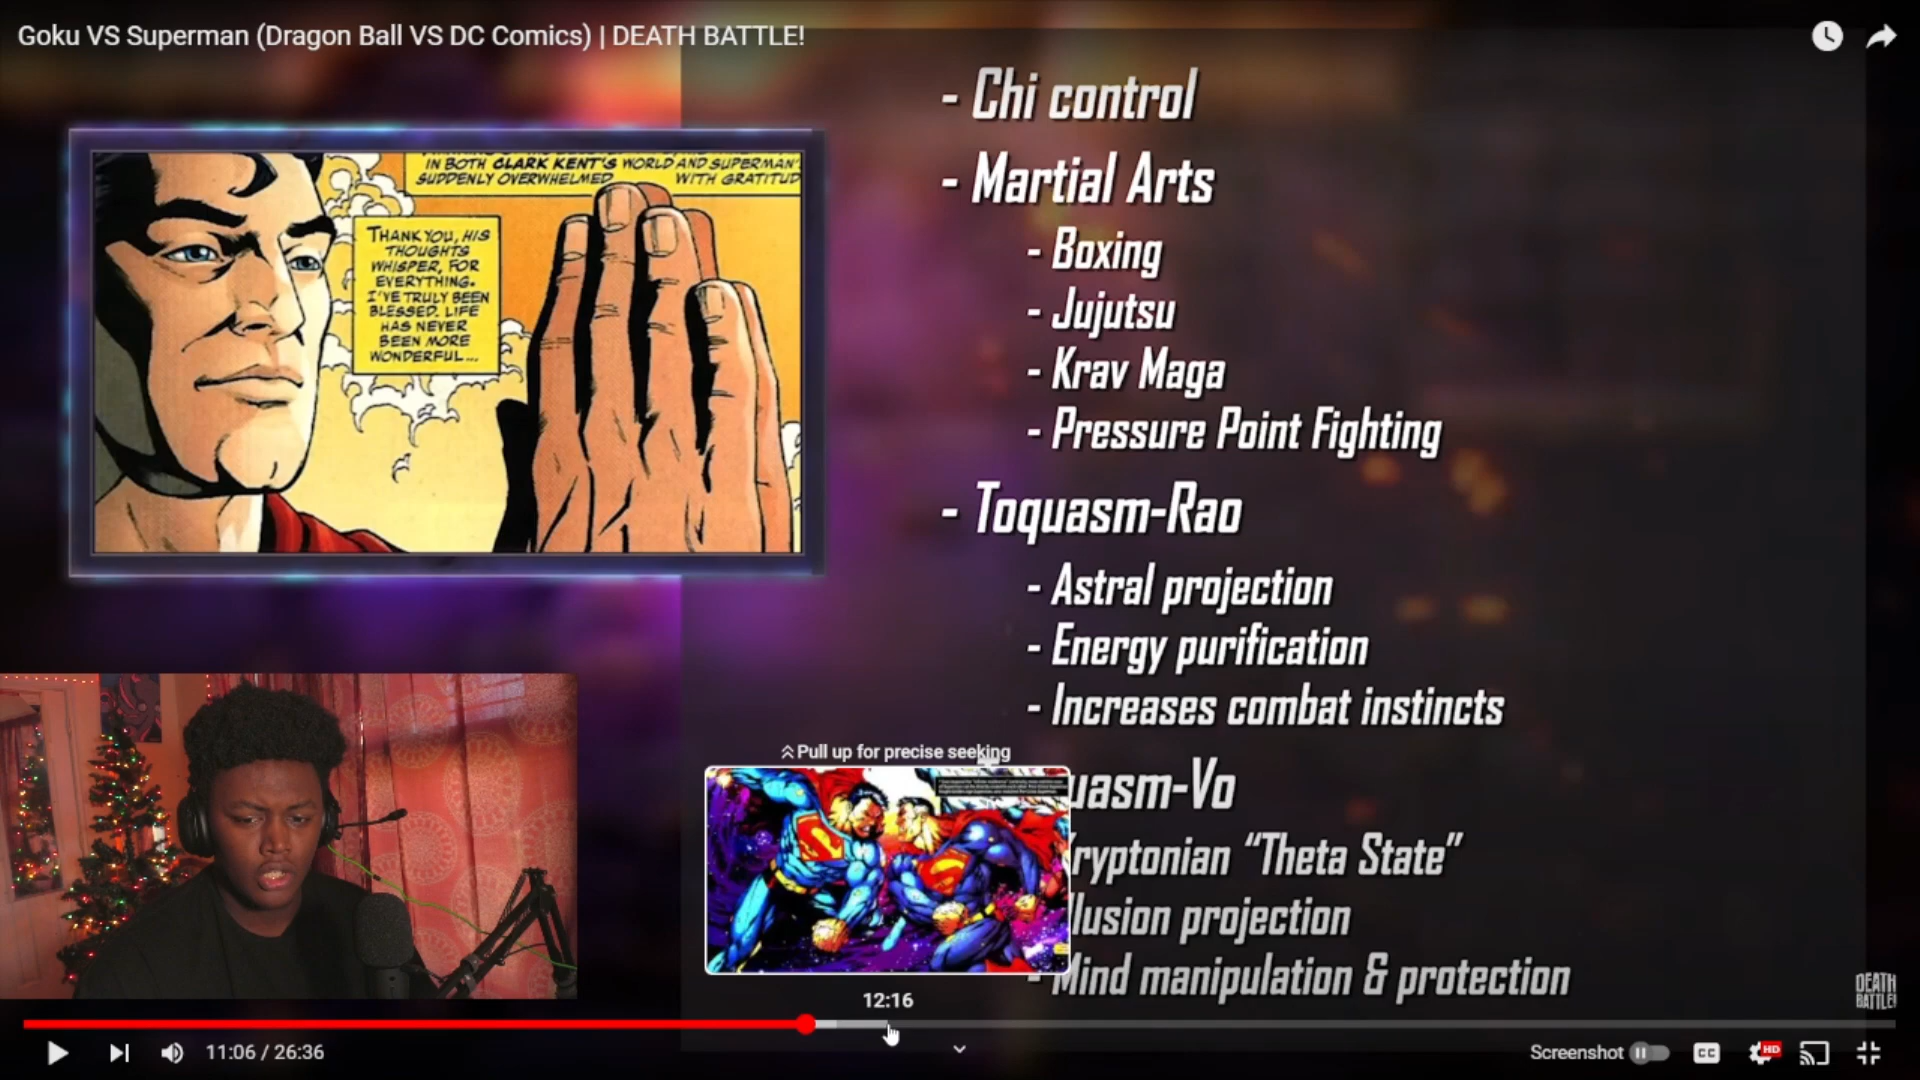 Goku VS Superman (Dragon Ball VS DC Comics) | DEATH BATTLE!
IN BOTH CLARK KENT'S WORLD AND SUPERMAN'
SUDDENLY OVERWHELMED WITH GRATITUD
THANK YOU, HIS
THOUGHTS
WHISPER, FOR
EVERYTHING.
I'VE TRULY BEEN
BLESSED. LIFE
HAS NEVER
BEEN MORE
WONDERFUL...
- Chi control
- Martial Arts
- Boxing
- Jujutsu
- Krav Maga
- Pressure Point Fighting
- Toquasm-Rao
- Astral projection
- Energy purification
- Increases combat instincts
uasm-Vo
ryptonian "Theta State"
llusion projection
- Mind manipulation & protection
Pull up for precise seeking
12:16
DEATH
BATTLE!
11:06 / 26:36
Screenshot
CC
HD